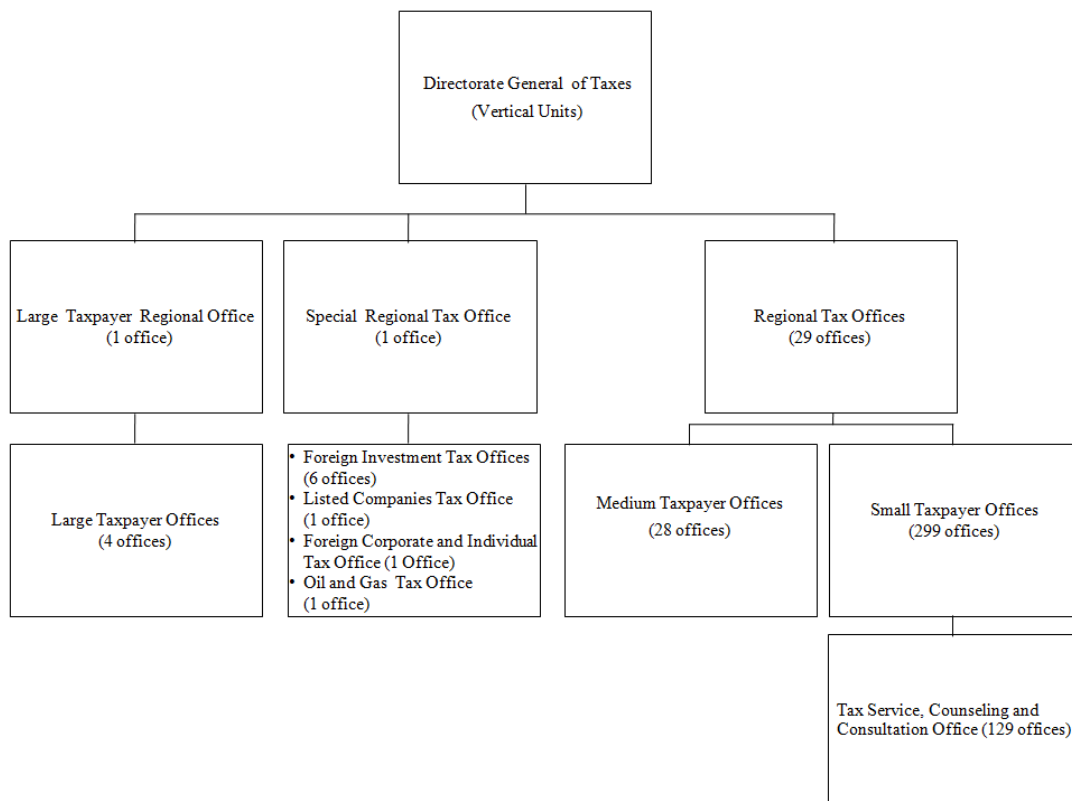 Directorate General of Taxes
(Vertical Units)
Large Taxpayer Regional Office
(1 office)
Special Regional Tax Office
(1 office)
Regional Tax Offices
(29 offices)
Large Taxpayer Offices
(4 offices)
• Foreign Investment Tax Offices
(6 offices)
• Listed Companies Tax Office
(1 office)
• Foreign Corporate and Individual
Tax Office (1 Office)
• Oil and Gas Tax Office
(1 office)
Medium Taxpayer Offices
(28 offices)
Small Taxpayer Offices
(299 offices)
Tax Service, Counseling and
Consultation Office (129 offices)